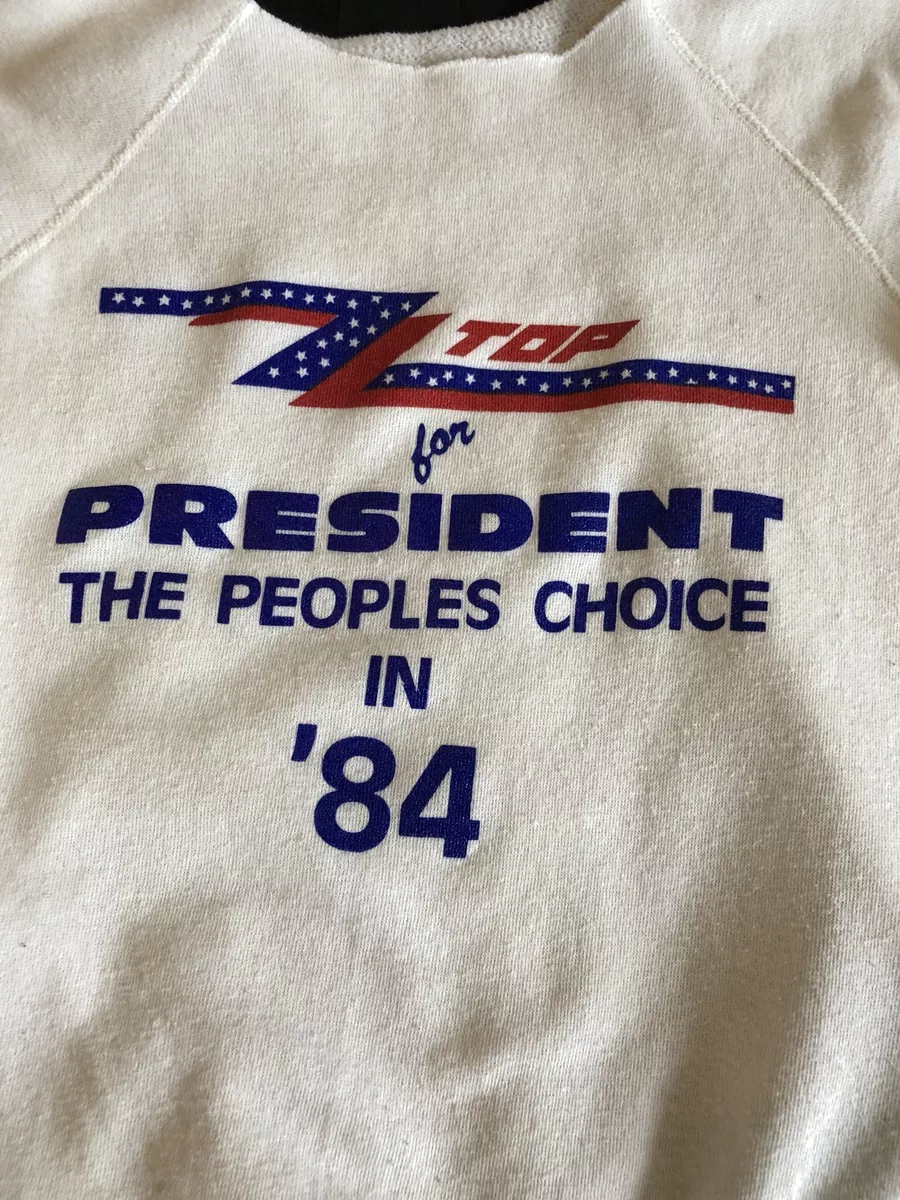 ZZ TOP
for
PRESIDENT
THE PEOPLES CHOICE
IN
'84